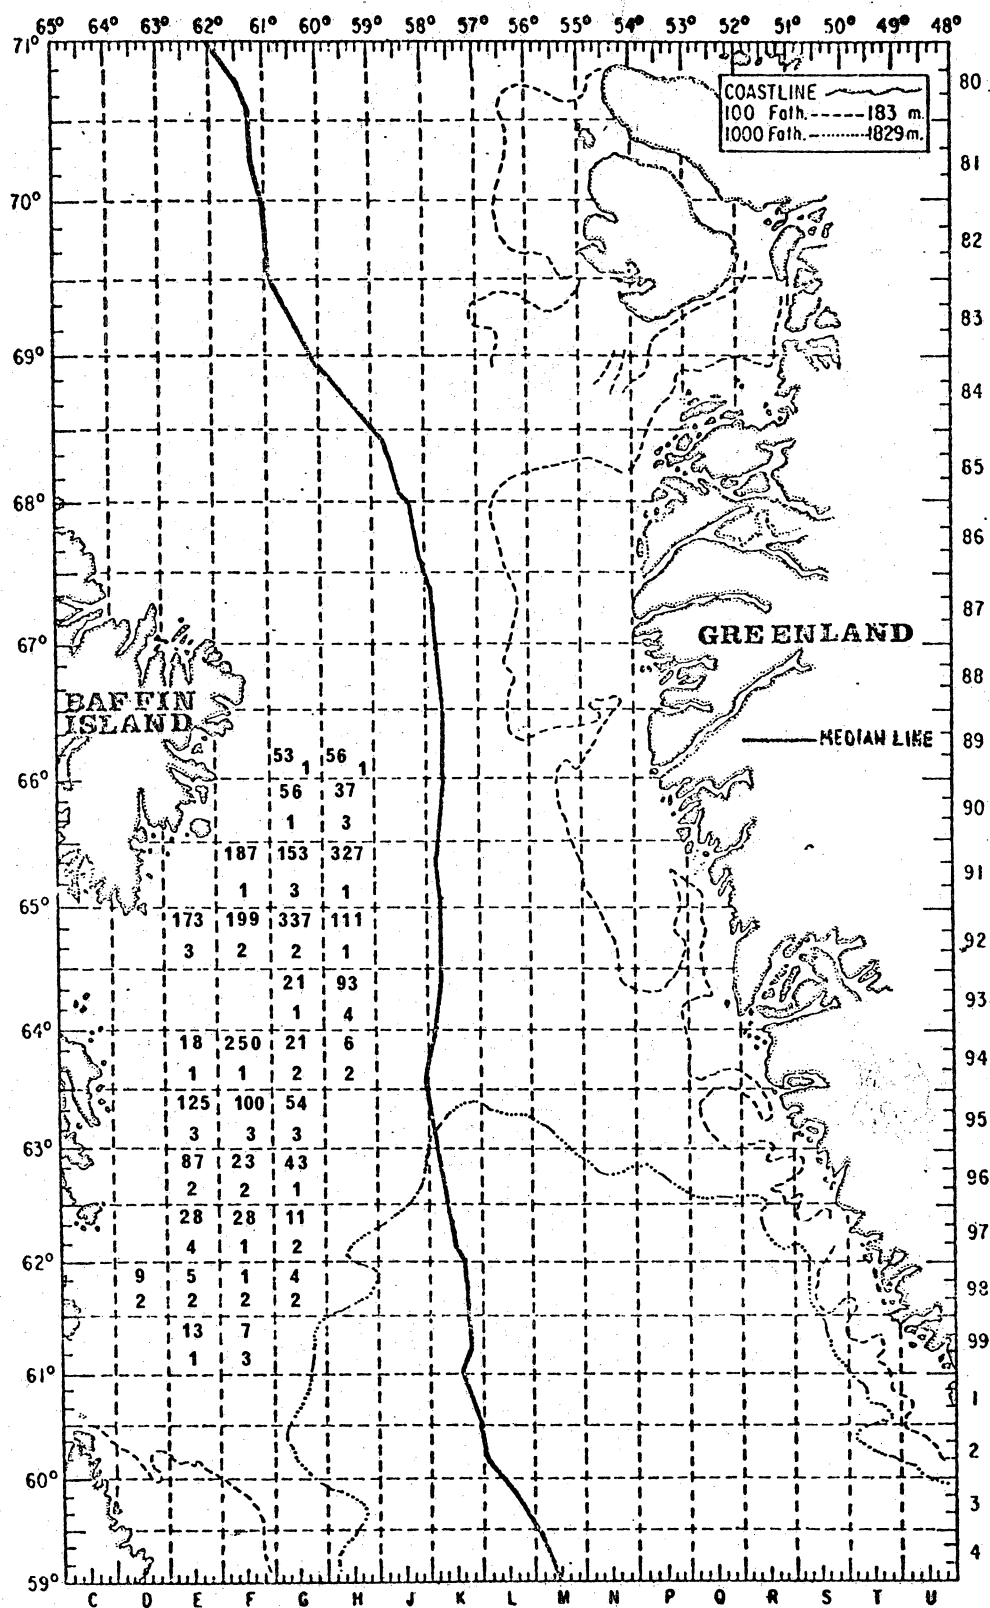 65° 64° 63° 62° 61° 60° 59° 57° 56° 55° 54° 53° 52° 51° 50° 49° 48°
71°
80
COASTLINE
100 Fath. 183 m.
1000 Fath. 1829 m.
81
70°
82
83
69°
84
85
68°
86
87
GREENLAND
67°
88
BAFFIN
ISLAND
MEDIAN LINE 89
53 1 56 1
66°
56 37
90
1 3
187 153 327
91
1 3 1
65°
173 199 337 111
92
3 2 2 1
21 93
93
1 4
64°
18 250 21 6
94
1 1 2 2
125 100 54
95
3 3 3
63°
87 23 43
96
2 2 1
28 28 11
97
4 1 2
62°
9 5 1 4
98
2 2 2 2
13 7
99
1 3
61°
1
2
60°
3
4
59°
C D E F G H J K L M N P Q R S T U